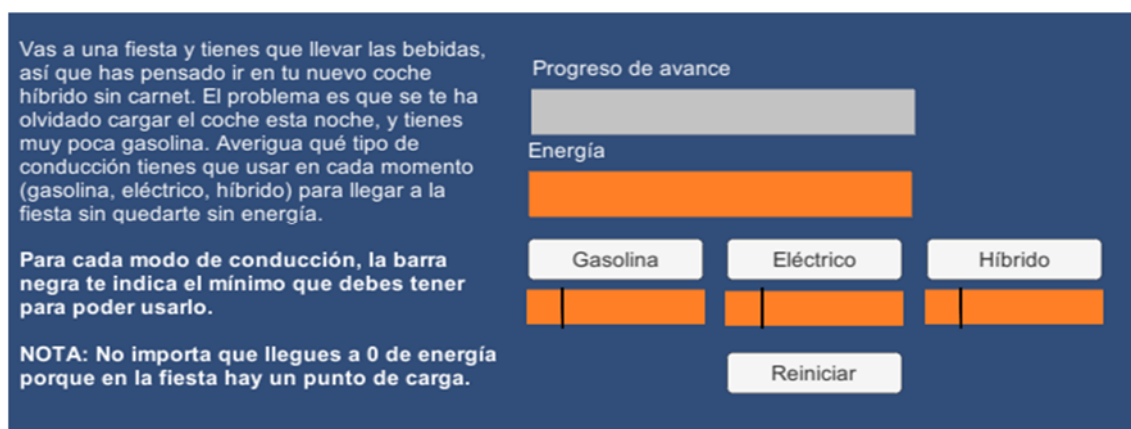 Vas a una fiesta y tienes que llevar las bebidas,
así que has pensado ir en tu nuevo coche
híbrido sin carnet. El problema es que se te ha
olvidado cargar el coche esta noche, y tienes
muy poca gasolina. Averigua qué tipo de
conducción tienes que usar en cada momento
(gasolina, eléctrico, híbrido) para llegar a la
fiesta sin quedarte sin energía.
Para cada modo de conducción, la barra
negra te indica el mínimo que debes tener
para poder usarlo.
NOTA: No importa que llegues a 0 de energía
porque en la fiesta hay un punto de carga.
Progreso de avance
Energía
Gasolina
Eléctrico
Híbrido
Reiniciar